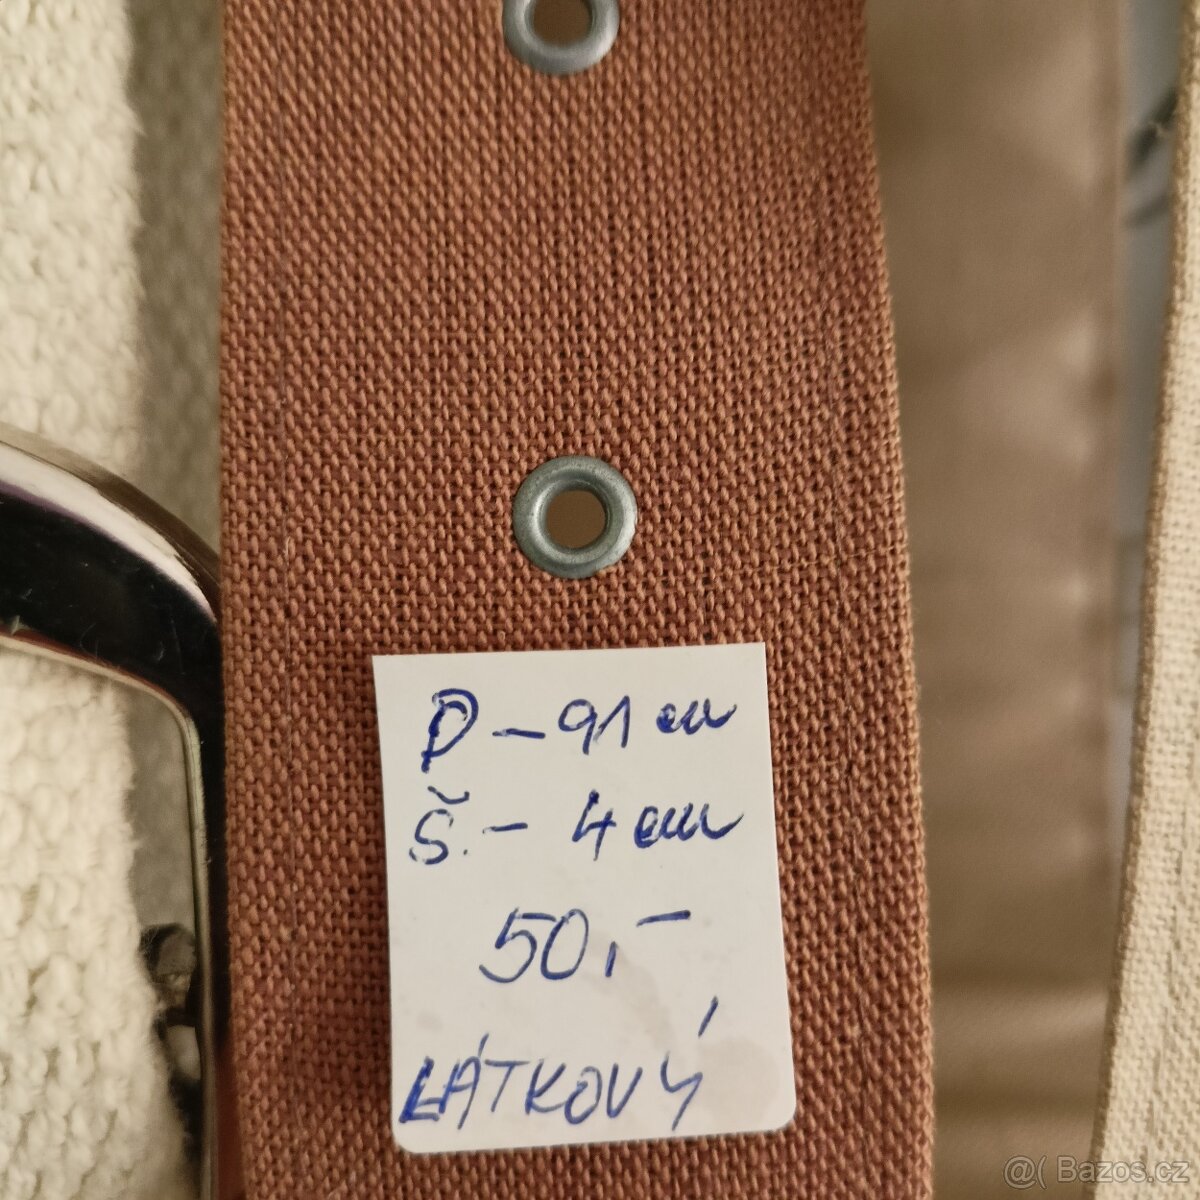 D - 91 cm
Š. - 4 cm
50,-
LÁTKOVÝ
@( Bazos.cz